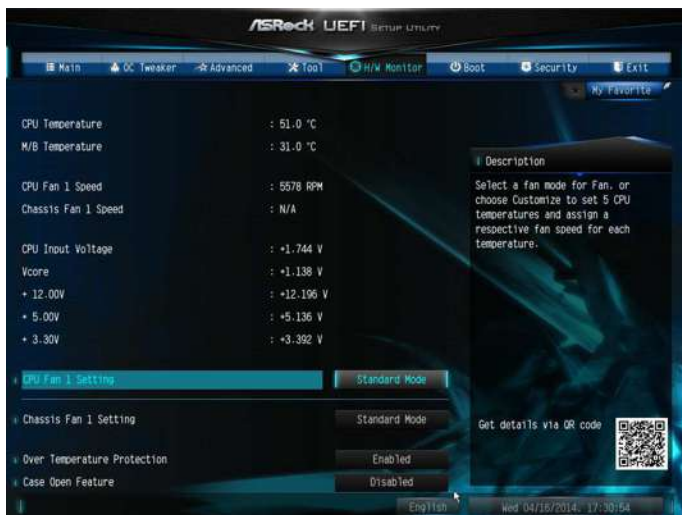 ASRock UEFI SETUP UTILITY
Main OC Tweaker Advanced Tool H/W Monitor Boot Security Exit
My Favorite
CPU Temperature : 51.0 °C
M/B Temperature : 31.0 °C
CPU Fan 1 Speed : 5578 RPM
Chassis Fan 1 Speed : N/A
CPU Input Voltage : +1.744 V
Vcore : +1.138 V
+ 12.00V : +12.196 V
+ 5.00V : +5.136 V
+ 3.30V : +3.392 V
CPU Fan 1 Setting Standard Mode
Chassis Fan 1 Setting Standard Mode
Over Temperature Protection Enabled
Case Open Feature Disabled
Description
Select a fan mode for Fan, or
choose Customize to set 5 CPU
temperatures and assign a
respective fan speed for each
temperature.
Get details via QR code
English Wed 04/16/2014, 17:30:54